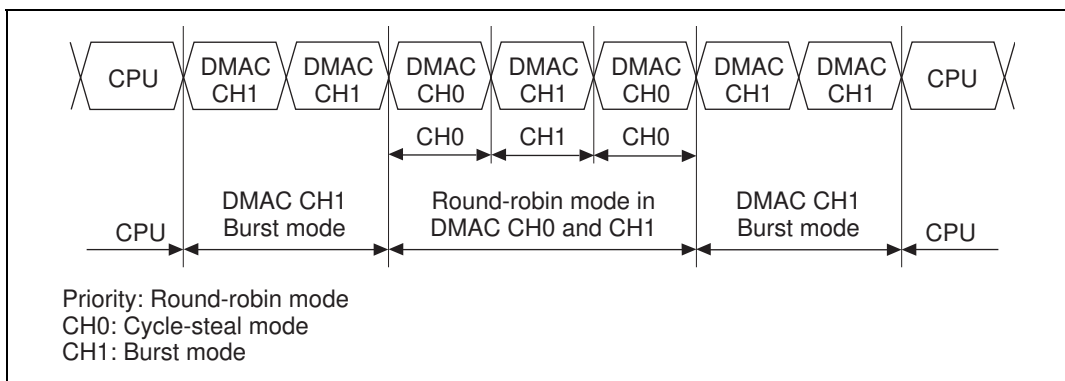 CPU DMAC CH1 DMAC CH1 DMAC CH0 DMAC CH1 DMAC CH0 DMAC CH1 DMAC CH1 CPU
CH0 CH1 CH0
CPU
DMAC CH1
Burst mode
Round-robin mode in
DMAC CH0 and CH1
DMAC CH1
Burst mode
CPU
Priority: Round-robin mode
CH0: Cycle-steal mode
CH1: Burst mode